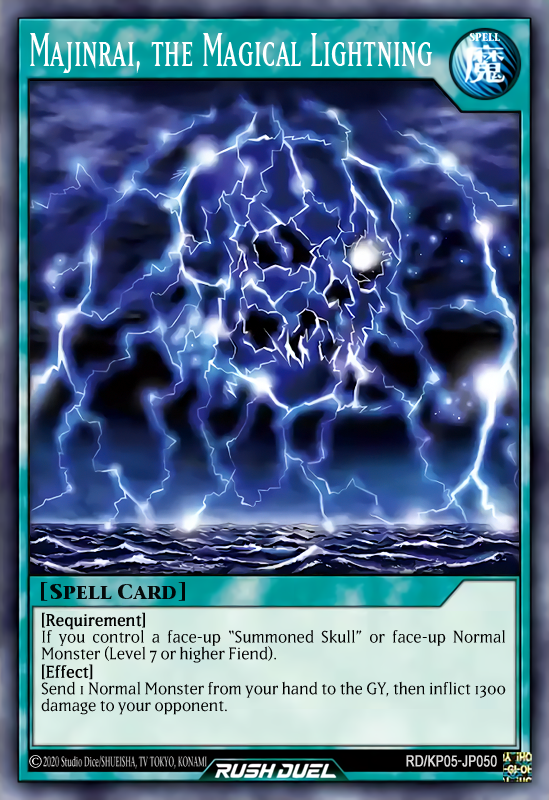 Majinrai, the Magical Lightning
SPELL
魔
[Spell Card]
[Requirement]
If you control a face-up "Summoned Skull" or face-up Normal
Monster (Level 7 or higher Fiend).
[Effect]
Send 1 Normal Monster from your hand to the GY, then inflict 1300
damage to your opponent.
©2020 Studio Dice/SHUEISHA, TV TOKYO, KONAMI
RUSH DUEL
RD/KP05-JP050